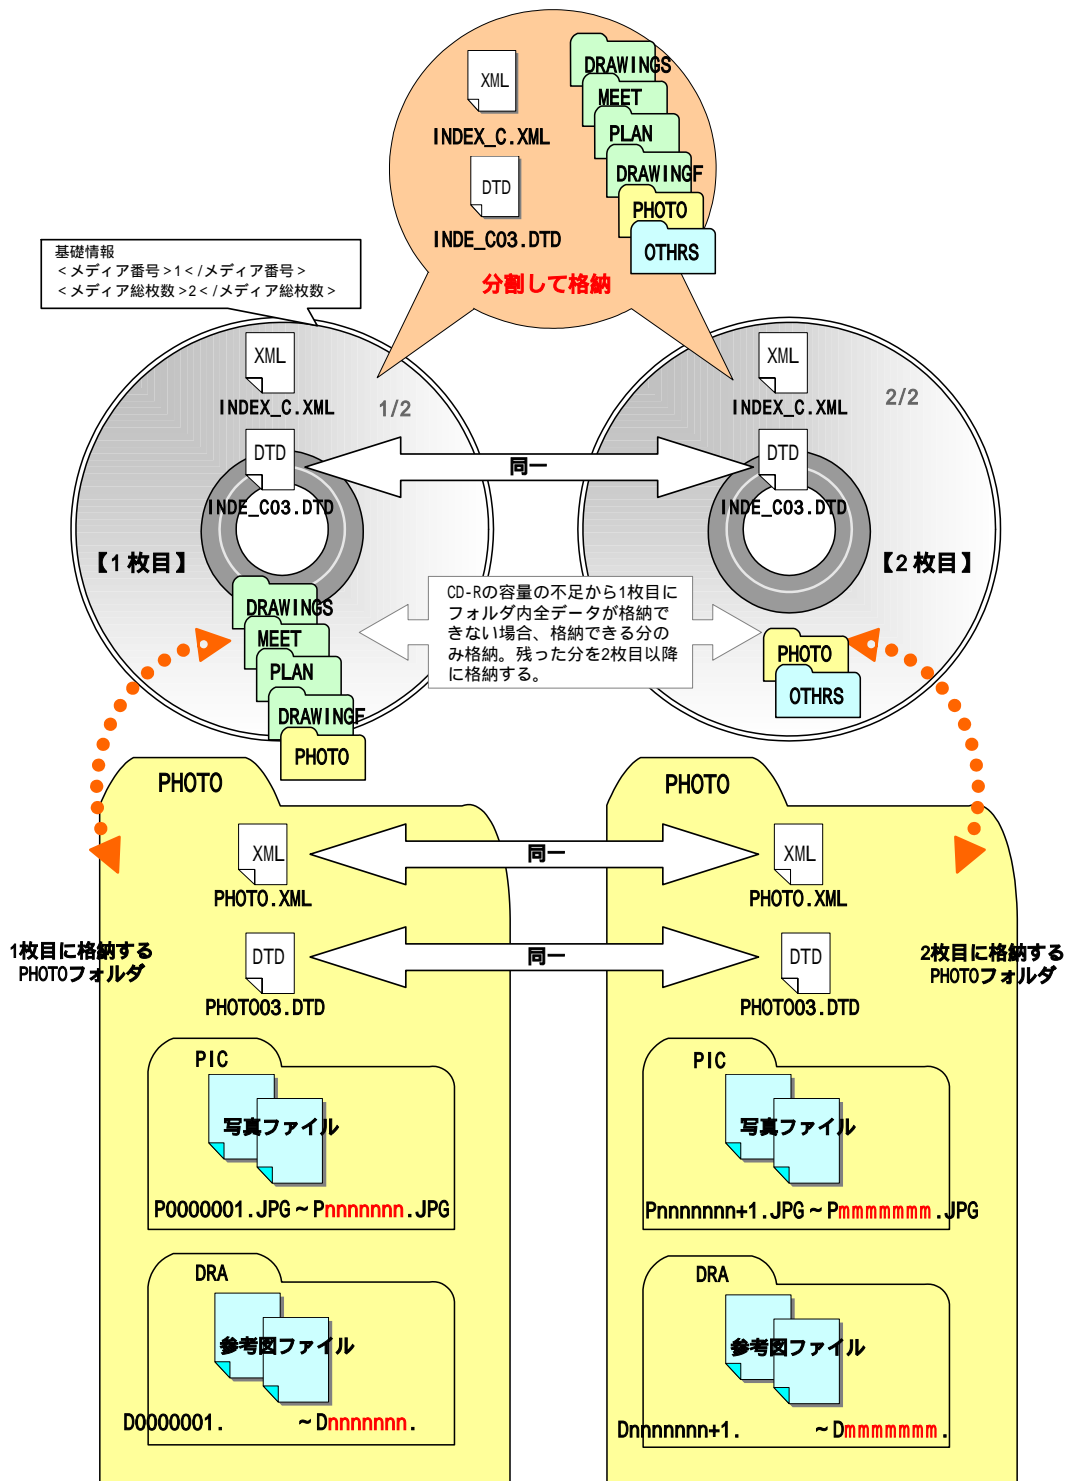 XML
INDEX_C.XML
DTD
INDE_C03.DTD
DRAWINGS
MEET
PLAN
DRAWINGF
PHOTO
OTHRS
分割して格納
基礎情報
<メディア番号>1</メディア番号>
<メディア総枚数>2</メディア総枚数>
XML
INDEX_C.XML
1/2
DTD
INDE_C03.DTD
【1枚目】
DRAWINGS
MEET
PLAN
DRAWINGF
PHOTO
同一
XML
INDEX_C.XML
2/2
DTD
INDE_C03.DTD
【2枚目】
PHOTO
OTHRS
CD-Rの容量の不足から1枚目に
フォルダ内全データが格納で
きない場合、格納できる分の
み格納。残った分を2枚目以降
に格納する。
PHOTO
XML
PHOTO.XML
DTD
PHOTO03.DTD
1枚目に格納する
PHOTOフォルダ
PIC
写真ファイル
P0000001.JPG～Pnnnnnnn.JPG
DRA
参考図ファイル
D0000001. ～Dnnnnnnn.
同一
同一
PHOTO
XML
PHOTO.XML
DTD
PHOTO03.DTD
2枚目に格納する
PHOTOフォルダ
PIC
写真ファイル
Pnnnnnnn+1.JPG～Pmmmmmmm.JPG
DRA
参考図ファイル
Dnnnnnnn+1. ～Dmmmmmmm.